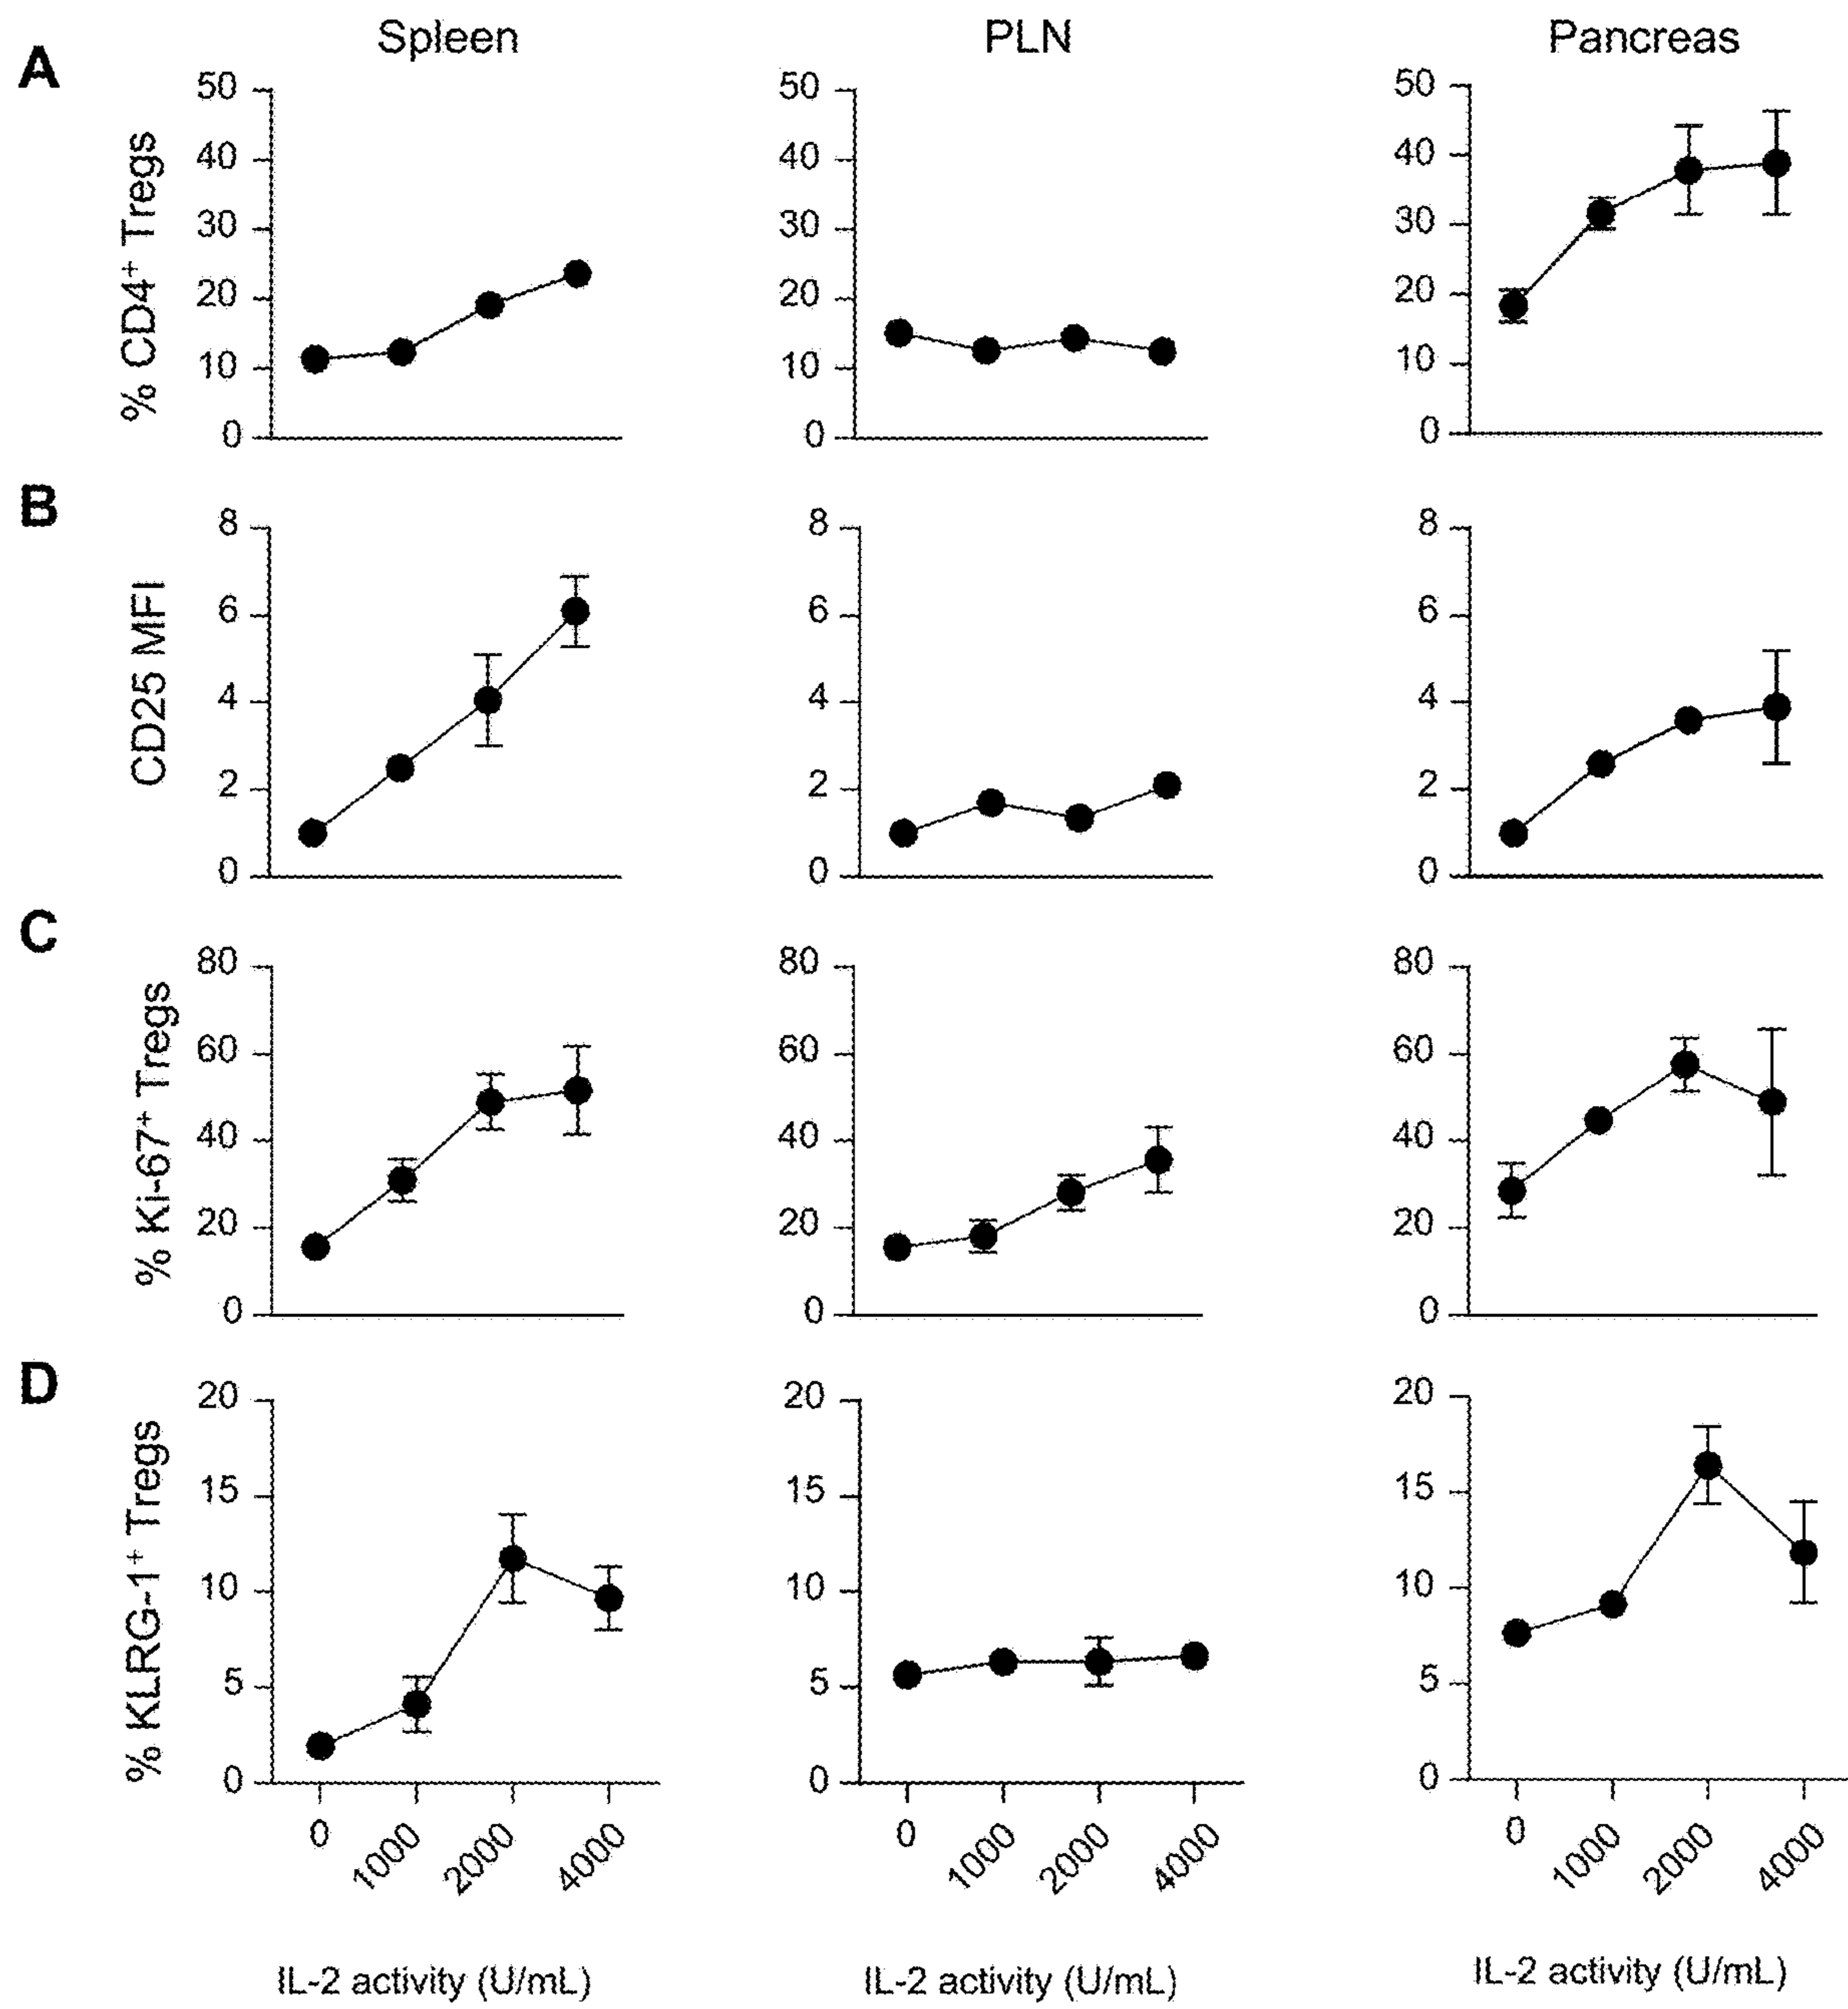 Spleen PLN Pancreas
A
% CD4⁺ Tregs
50 50 50
40 40 40
30 30 30
20 20 20
10 10 10
0 0 0
B
CD25 MFI
8 8 8
6 6 6
4 4 4
2 2 2
0 0 0
C
% Ki-67⁺ Tregs
80 80 80
60 60 60
40 40 40
20 20 20
0 0 0
D
% KLRG-1⁺ Tregs
20 20 20
15 15 15
10 10 10
5 5 5
0 0 0
0 1000 2000 4000 0 1000 2000 4000 0 1000 2000 4000
IL-2 activity (U/mL) IL-2 activity (U/mL) IL-2 activity (U/mL)